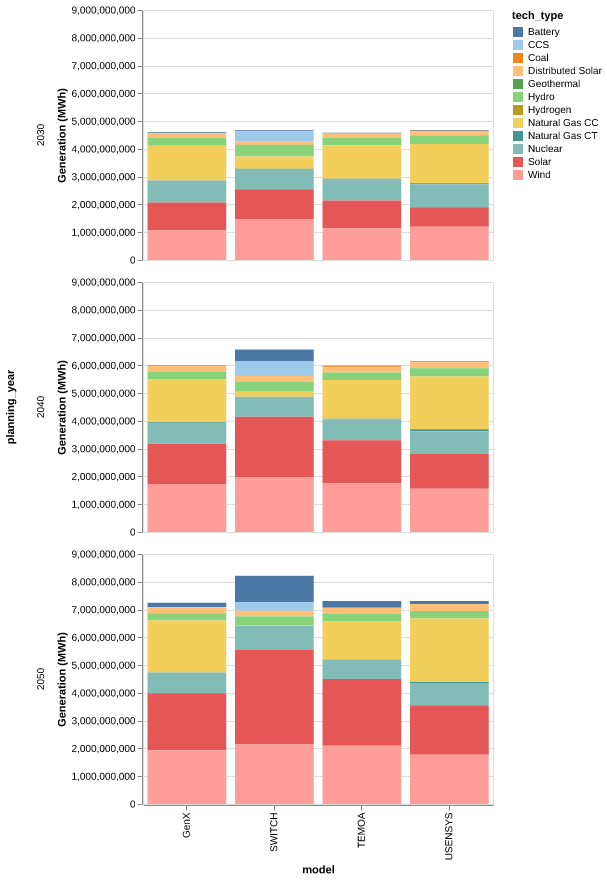 tech_type
Battery
CCS
Coal
Distributed Solar
Geothermal
Hydro
Hydrogen
Natural Gas CC
Natural Gas CT
Nuclear
Solar
Wind
planning_year
2030
Generation (MWh)
9,000,000,000
8,000,000,000
7,000,000,000
6,000,000,000
5,000,000,000
4,000,000,000
3,000,000,000
2,000,000,000
1,000,000,000
0
2040
Generation (MWh)
9,000,000,000
8,000,000,000
7,000,000,000
6,000,000,000
5,000,000,000
4,000,000,000
3,000,000,000
2,000,000,000
1,000,000,000
0
2050
Generation (MWh)
9,000,000,000
8,000,000,000
7,000,000,000
6,000,000,000
5,000,000,000
4,000,000,000
3,000,000,000
2,000,000,000
1,000,000,000
0
GenX
SWITCH
TEMOA
USENSYS
model